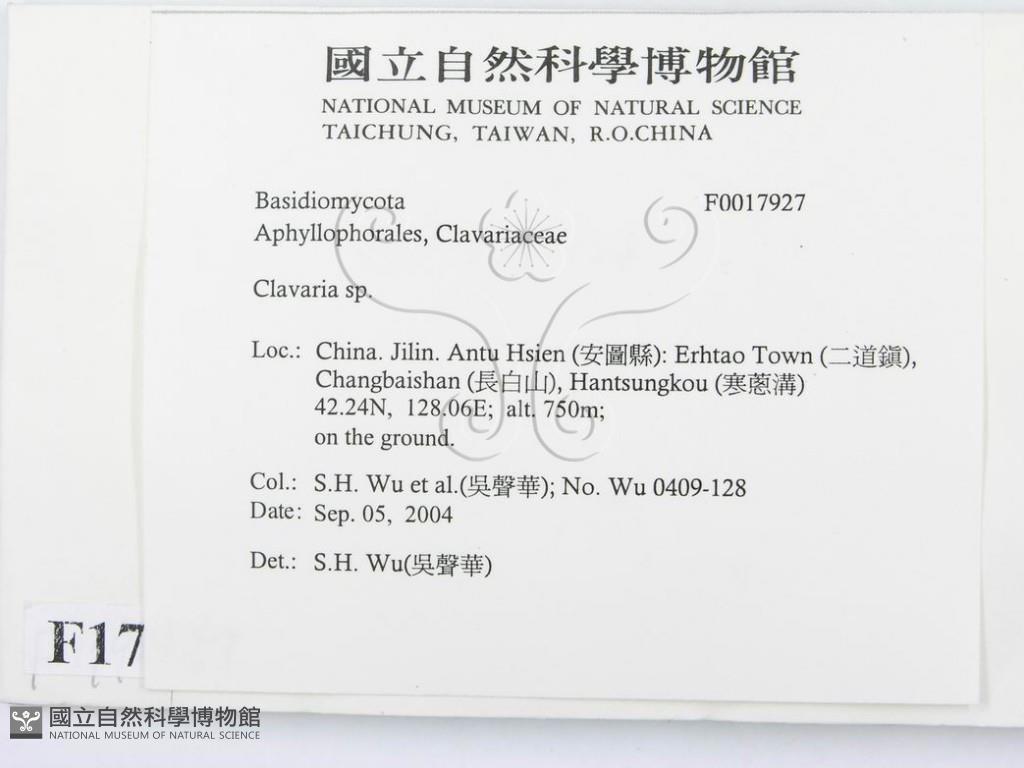 國立自然科學博物館
NATIONAL MUSEUM OF NATURAL SCIENCE
TAICHUNG, TAIWAN, R.O.CHINA
Basidiomycota F0017927
Aphyllophorales, Clavariaceae
Clavaria sp.
Loc.: China. Jilin. Antu Hsien (安圖縣): Erhtao Town (二道鎭),
Changbaishan (長白山), Hantsungkou (寒蔥溝)
42.24N, 128.06E; alt. 750m;
on the ground.
Col.: S.H. Wu et al.(吳聲華); No. Wu 0409-128
Date: Sep. 05, 2004
Det.: S.H. Wu(吳聲華)
F17
國立自然科學博物館
NATIONAL MUSEUM OF NATURAL SCIENCE